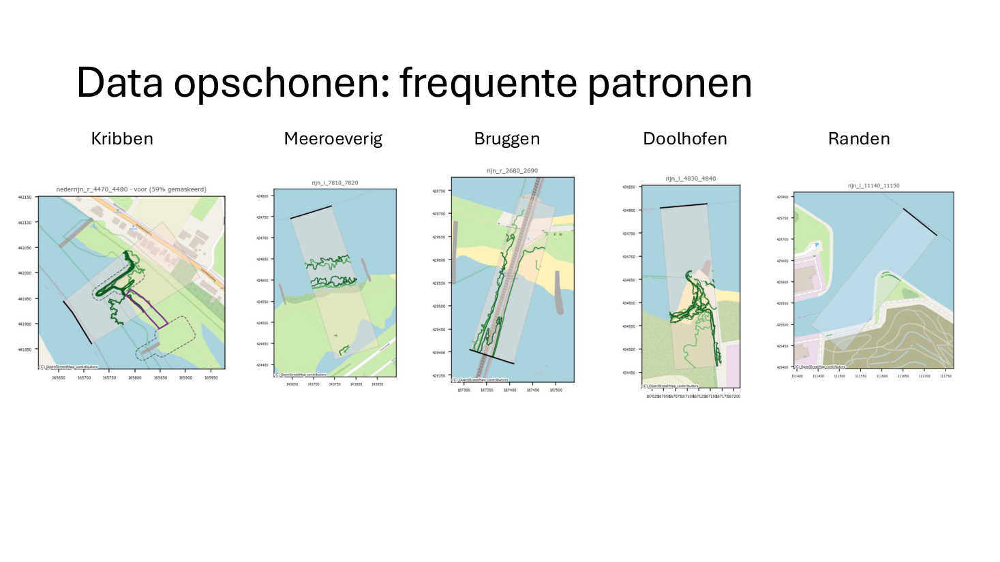 Data opschonen: frequente patronen
Kribben
Meeroeverig
Bruggen
Doolhofen
Randen
nederrijn_r_4470_4480 - voor (59% gemaskeerd)
442150
442100
442050
442000
441950
441900
441850
165650 165700 165750 165800 165850 165900 165950
(C) OpenStreetMap contributors
rijn_l_7810_7820
424800
424750
424700
424650
424600
424550
424500
424450
424400
143650 143700 143750 143800 143850
(C) OpenStreetMap contributors
rijn_r_2680_2690
429750
429700
429650
429600
429550
429500
429450
429400
429350
187300 187350 187400 187450 187500
(C) OpenStreetMap contributors
rijn_l_4830_4840
434850
434800
434750
434700
434650
434600
434550
434500
434450
167025 167050 167075 167100 167125 167150 167175 167200
(C) OpenStreetMap contributors
rijn_l_11140_11150
425800
425750
425700
425650
425600
425550
425500
425450
425400
111400 111450 111500 111550 111600 111650 111700 111750
(C) OpenStreetMap contributors
P